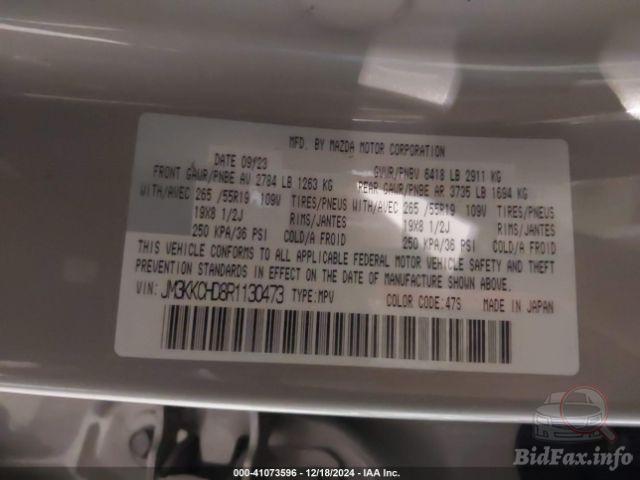 MFD. BY MAZDA MOTOR CORPORATION
DATE 09/23 GVWR/PNBV 6418 LB 2911 KG
FRONT GAWR/PNBE AV 2784 LB 1263 KG REAR GAWR/PNBE AR 3735 LB 1694 KG
WITH/AVEC 265 /55R19 109V TIRES/PNEUS WITH/AVEC 265 /55R19 109V TIRES/PNEUS
19X8 1/2J RIMS/JANTES 19X8 1/2J RIMS/JANTES
250 KPA/36 PSI COLD/A FROID 250 KPA/36 PSI COLD/A FROID
THIS VEHICLE CONFORMS TO ALL APPLICABLE FEDERAL MOTOR VEHICLE SAFETY AND THEFT
PREVENTION STANDARDS IN EFFECT ON THE DATE OF MANUFACTURE SHOWN ABOVE.
VIN: JM3KKCHD8R1130473 TYPE:MPV COLOR CODE:47S MADE IN JAPAN
BidFax.info
000-41073596 - 12/18/2024 - IAA Inc.